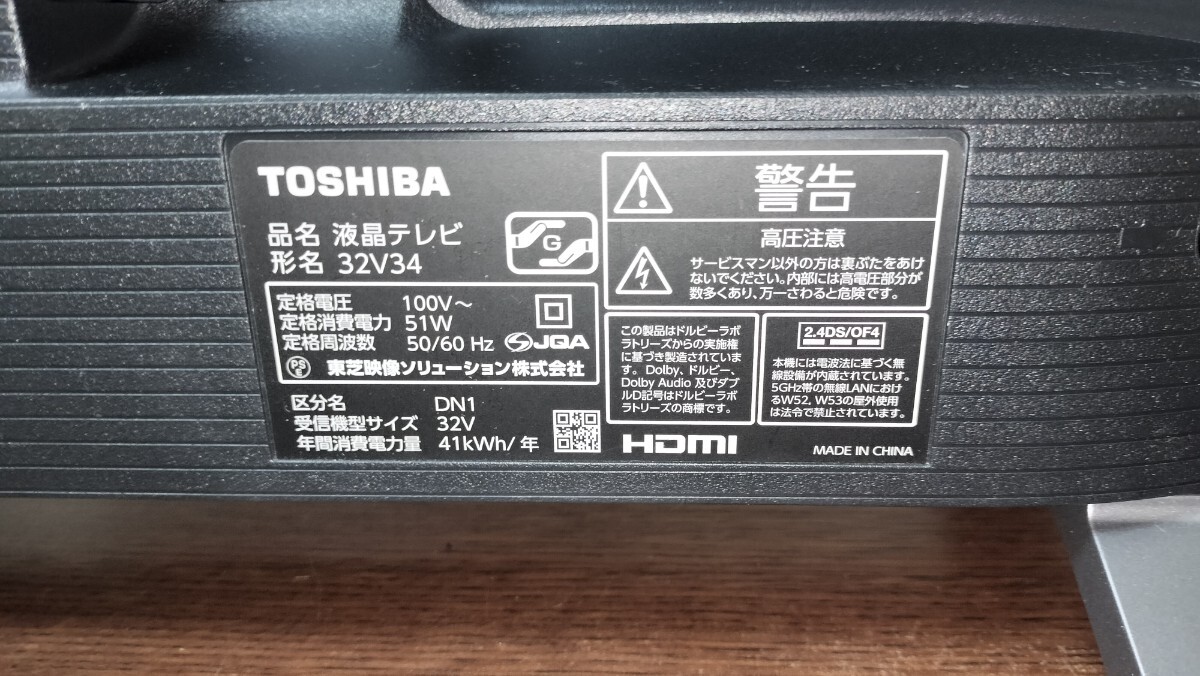 TOSHIBA
品名 液晶テレビ
形名 32V34
G
定格電圧 100V～
定格消費電力 51W
定格周波数 50/60 Hz
JQA
PS
E
東芝映像ソリューション株式会社
区分名 DN1
受信機型サイズ 32V
年間消費電力量 41kWh/年
警告
高圧注意
サービスマン以外の方は裏ぶたをあけ
ないでください。内部には高電圧部分が
数多くあり、万一さわると危険です。
この製品はドルビーラボ
ラトリーズからの実施権
に基づき製造されていま
す。Dolby、ドルビー、
Dolby Audio 及びダブ
ルD記号はドルビーラボ
ラトリーズの商標です。
2.4DS/OF4
本機には電波法に基づく無
線設備が内蔵されています。
5GHz帯の無線LANにおけ
るW52, W53の屋外使用
は法令で禁止されています。
HDMI
MADE IN CHINA